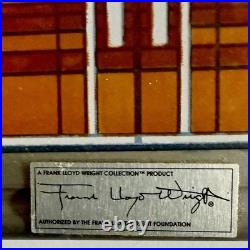 A FRANK LLOYD WRIGHT COLLECTION™ PRODUCT
Frank Lloyd Wright®
AUTHORIZED BY THE FRANK LLOYD WRIGHT FOUNDATION